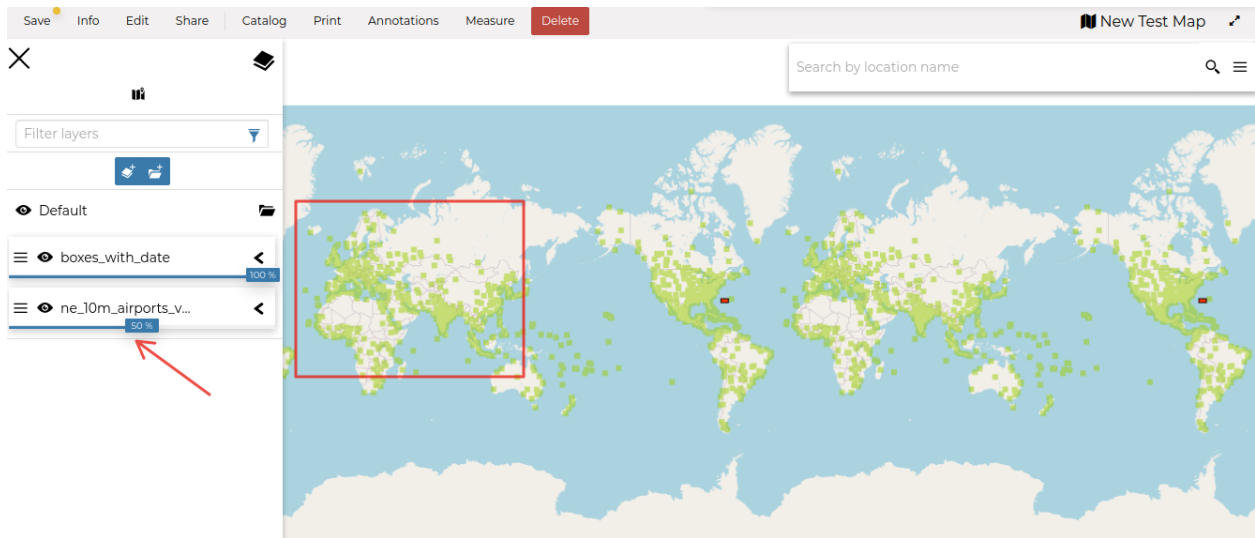 Save Info Edit Share Catalog Print Annotations Measure Delete New Test Map
Search by location name
Filter layers
Default
boxes_with_date
100 %
ne_10m_airports_v...
50 %